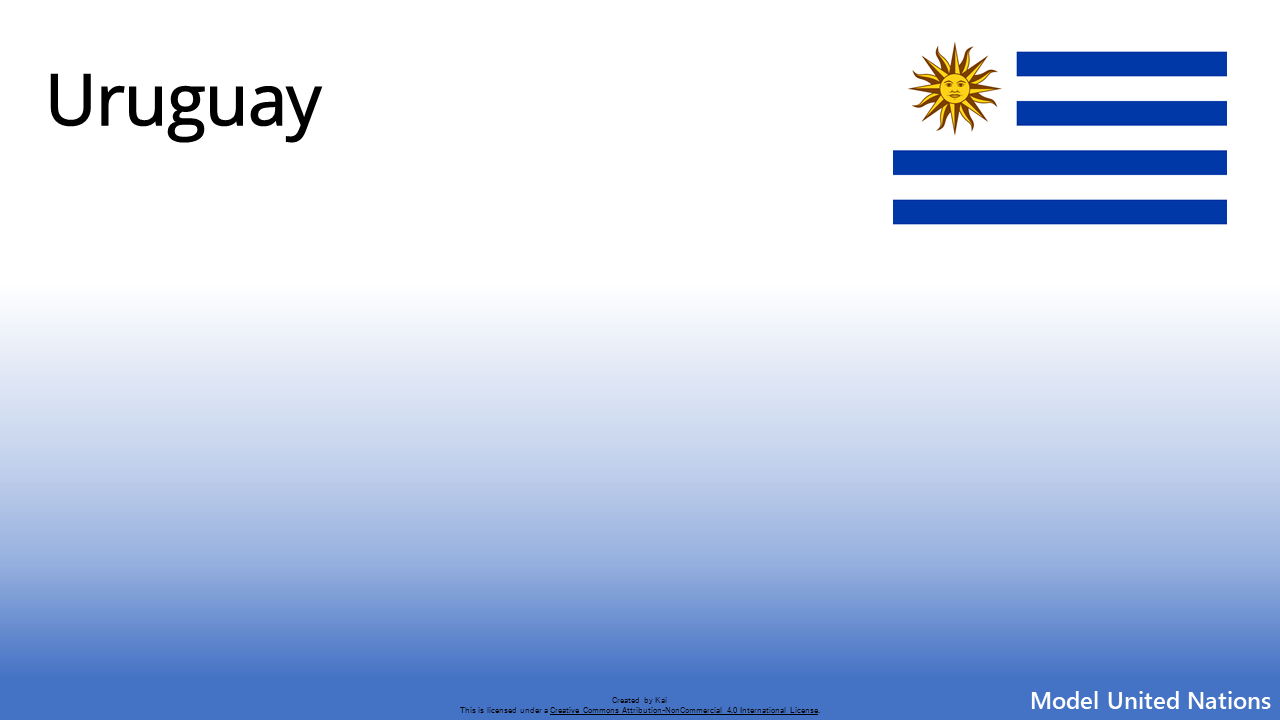 Uruguay
Created by Kai
This is licensed under a Creative Commons Attribution-NonCommercial 4.0 International License.
Model United Nations